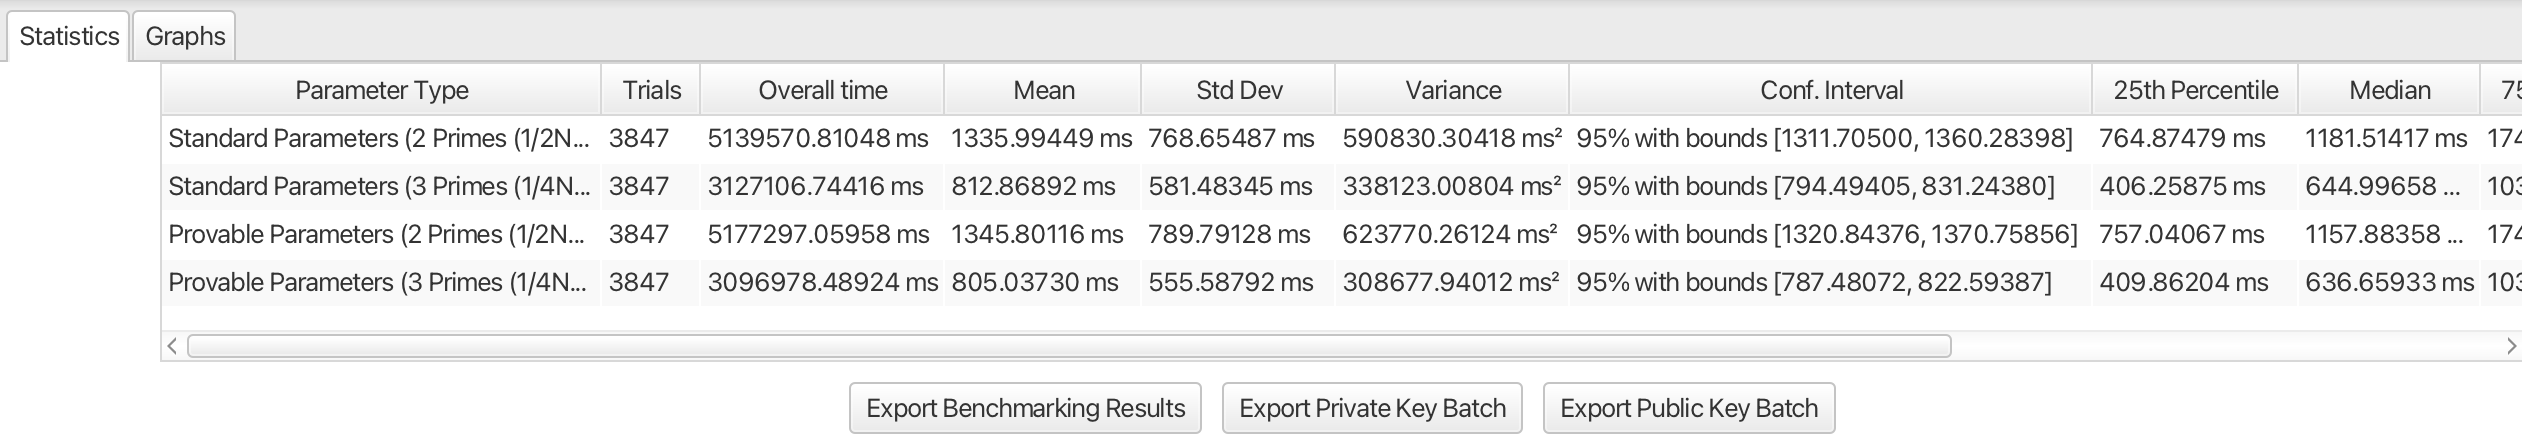 Statistics Graphs
Parameter Type Trials Overall time Mean Std Dev Variance Conf. Interval 25th Percentile Median 75
Standard Parameters (2 Primes (1/2N... 3847 5139570.81048 ms 1335.99449 ms 768.65487 ms 590830.30418 ms² 95% with bounds [1311.70500, 1360.28398] 764.87479 ms 1181.51417 ms 174
Standard Parameters (3 Primes (1/4N... 3847 3127106.74416 ms 812.86892 ms 581.48345 ms 338123.00804 ms² 95% with bounds [794.49405, 831.24380] 406.25875 ms 644.99658 ... 103
Provable Parameters (2 Primes (1/2N... 3847 5177297.05958 ms 1345.80116 ms 789.79128 ms 623770.26124 ms² 95% with bounds [1320.84376, 1370.75856] 757.04067 ms 1157.88358 ... 174
Provable Parameters (3 Primes (1/4N... 3847 3096978.48924 ms 805.03730 ms 555.58792 ms 308677.94012 ms² 95% with bounds [787.48072, 822.59387] 409.86204 ms 636.65933 ms 103
Export Benchmarking Results Export Private Key Batch Export Public Key Batch